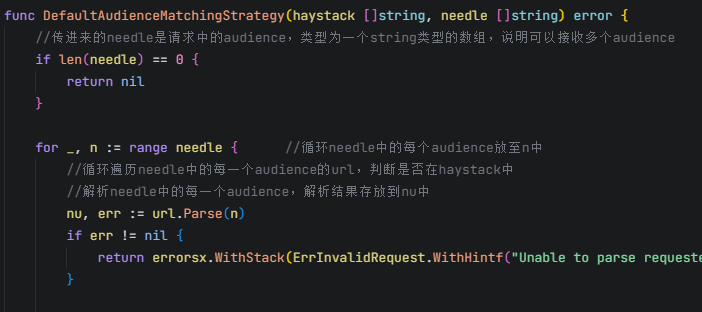 func DefaultAudienceMatchingStrategy(haystack []string, needle []string) error {
//传进来的needle是请求中的audience，类型为一个string类型的数组，说明可以接收多个audience
if len(needle) == 0 {
return nil
}
for _, n := range needle { //循环needle中的每个audience放至n中
//循环遍历needle中的每一个audience的url，判断是否在haystack中
//解析needle中的每一个audience，解析结果存放到nu中
nu, err := url.Parse(n)
if err != nil {
return errorsx.WithStack(ErrInvalidRequest.WithHintf("Unable to parse requeste
}